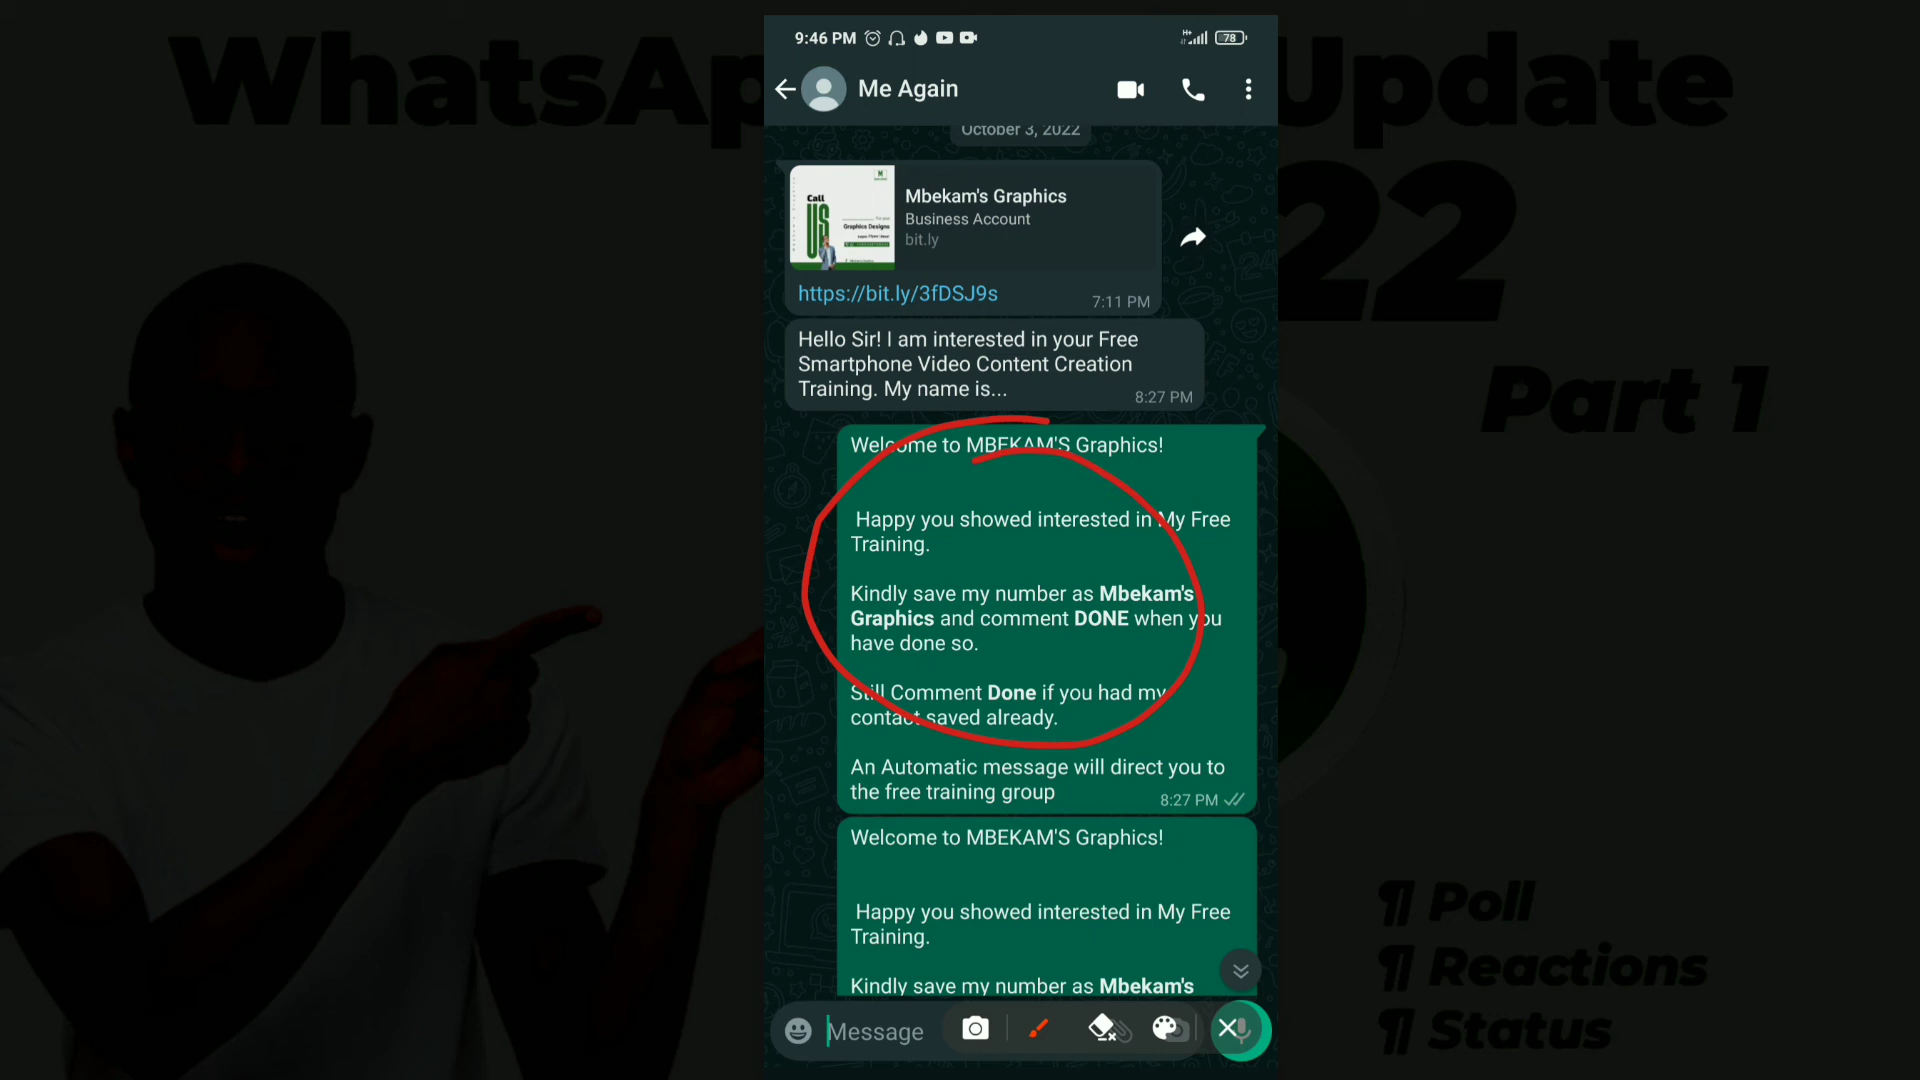 WhatsAp
Update
22
Part 1
¶ Poll
¶ Reactions
¶ Status
9:46 PM
H+
78
Me Again
October 3, 2022
Call
US
Graphics Designs
Mbekam's Graphics
Business Account
bit.ly
https://bit.ly/3fDSJ9s
7:11 PM
Hello Sir! I am interested in your Free
Smartphone Video Content Creation
Training. My name is...
8:27 PM
Welcome to MBEKAM'S Graphics!
Happy you showed interested in My Free
Training.
Kindly save my number as Mbekam's
Graphics and comment DONE when you
have done so.
Still Comment Done if you had my
contact saved already.
An Automatic message will direct you to
the free training group
8:27 PM
Welcome to MBEKAM'S Graphics!
Happy you showed interested in My Free
Training.
Kindly save my number as Mbekam's
Message